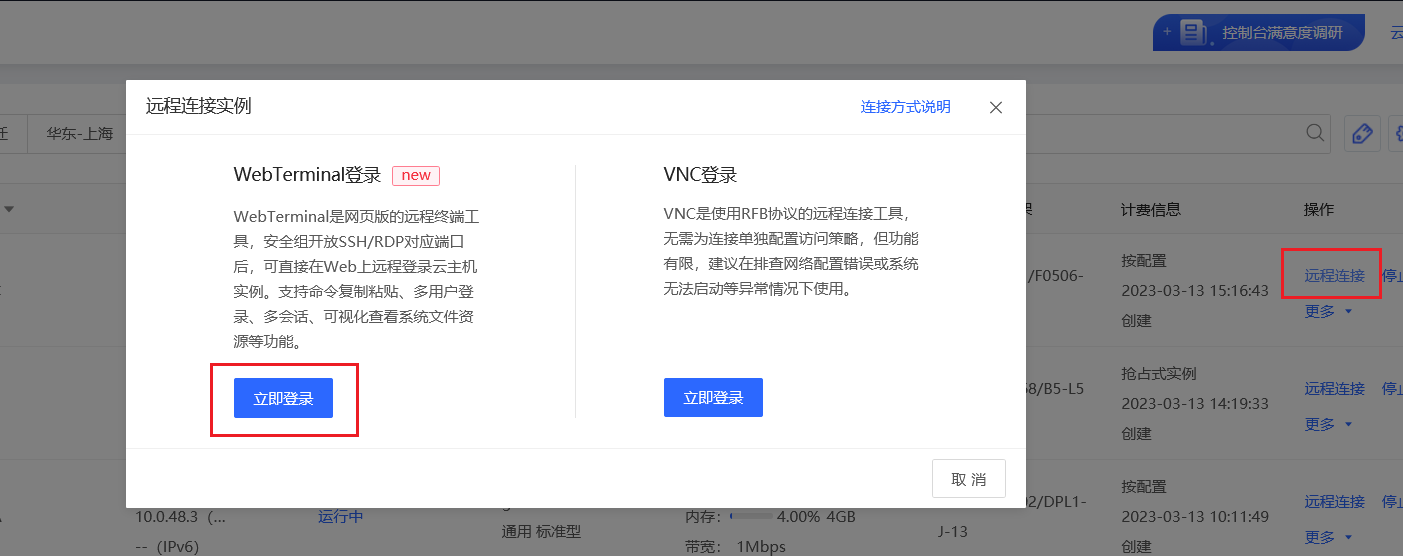 控制台满意度调研
云
远程连接实例
连接方式说明
华东-上海
WebTerminal登录
new
WebTerminal是网页版的远程终端工
具，安全组开放SSH/RDP对应端口
后，可直接在Web上远程登录云主机
实例。支持命令复制粘贴、多用户登
录、多会话、可视化查看系统文件资
源等功能。
立即登录
VNC登录
VNC是使用RFB协议的远程连接工具，
无需为连接单独配置访问策略，但功能
有限，建议在排查网络配置错误或系统
无法启动等异常情况下使用。
立即登录
取 消
计费信息
操作
/F0506-
按配置
2023-03-13 15:16:43
创建
远程连接
停止
更多
8/B5-L5
抢占式实例
2023-03-13 14:19:33
创建
远程连接
停止
更多
10.0.48.3（...
--（IPv6）
运行中
通用 标准型
内存： 4.00% 4GB
带宽： 1Mbps
2/DPL1-
J-13
按配置
2023-03-13 10:11:49
创建
远程连接
停止
更多